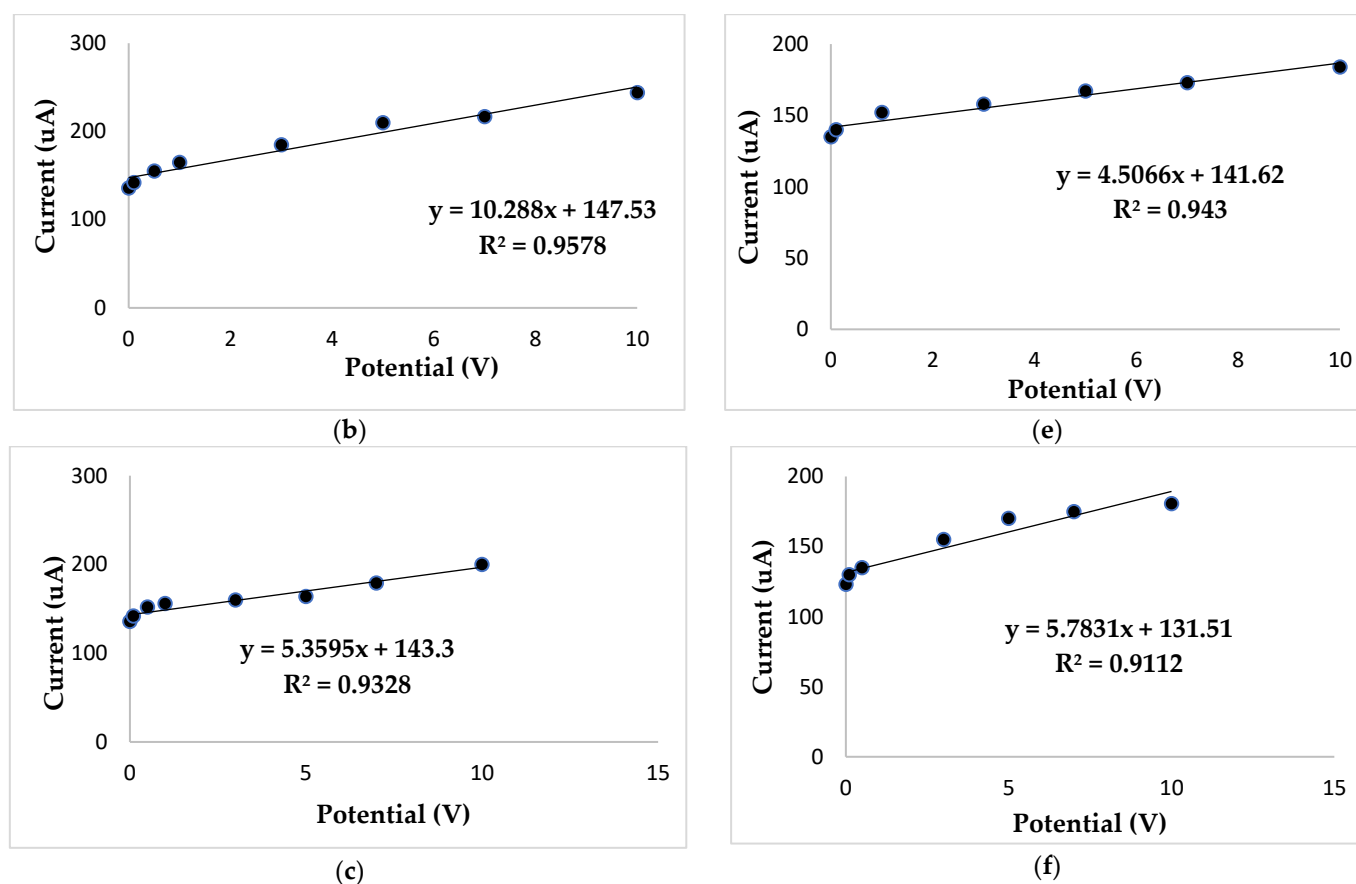 300
200
100
0
Current (uA)
y = 10.288x + 147.53
R² = 0.9578
0 2 4 6 8 10
Potential (V)
(b)
200
150
100
50
0
Current (uA)
y = 4.5066x + 141.62
R² = 0.943
0 2 4 6 8 10
Potential (V)
(e)
300
200
100
0
Current (uA)
y = 5.3595x + 143.3
R² = 0.9328
0 5 10 15
Potential (V)
(c)
200
150
100
50
0
Current (uA)
y = 5.7831x + 131.51
R² = 0.9112
0 5 10 15
Potential (V)
(f)